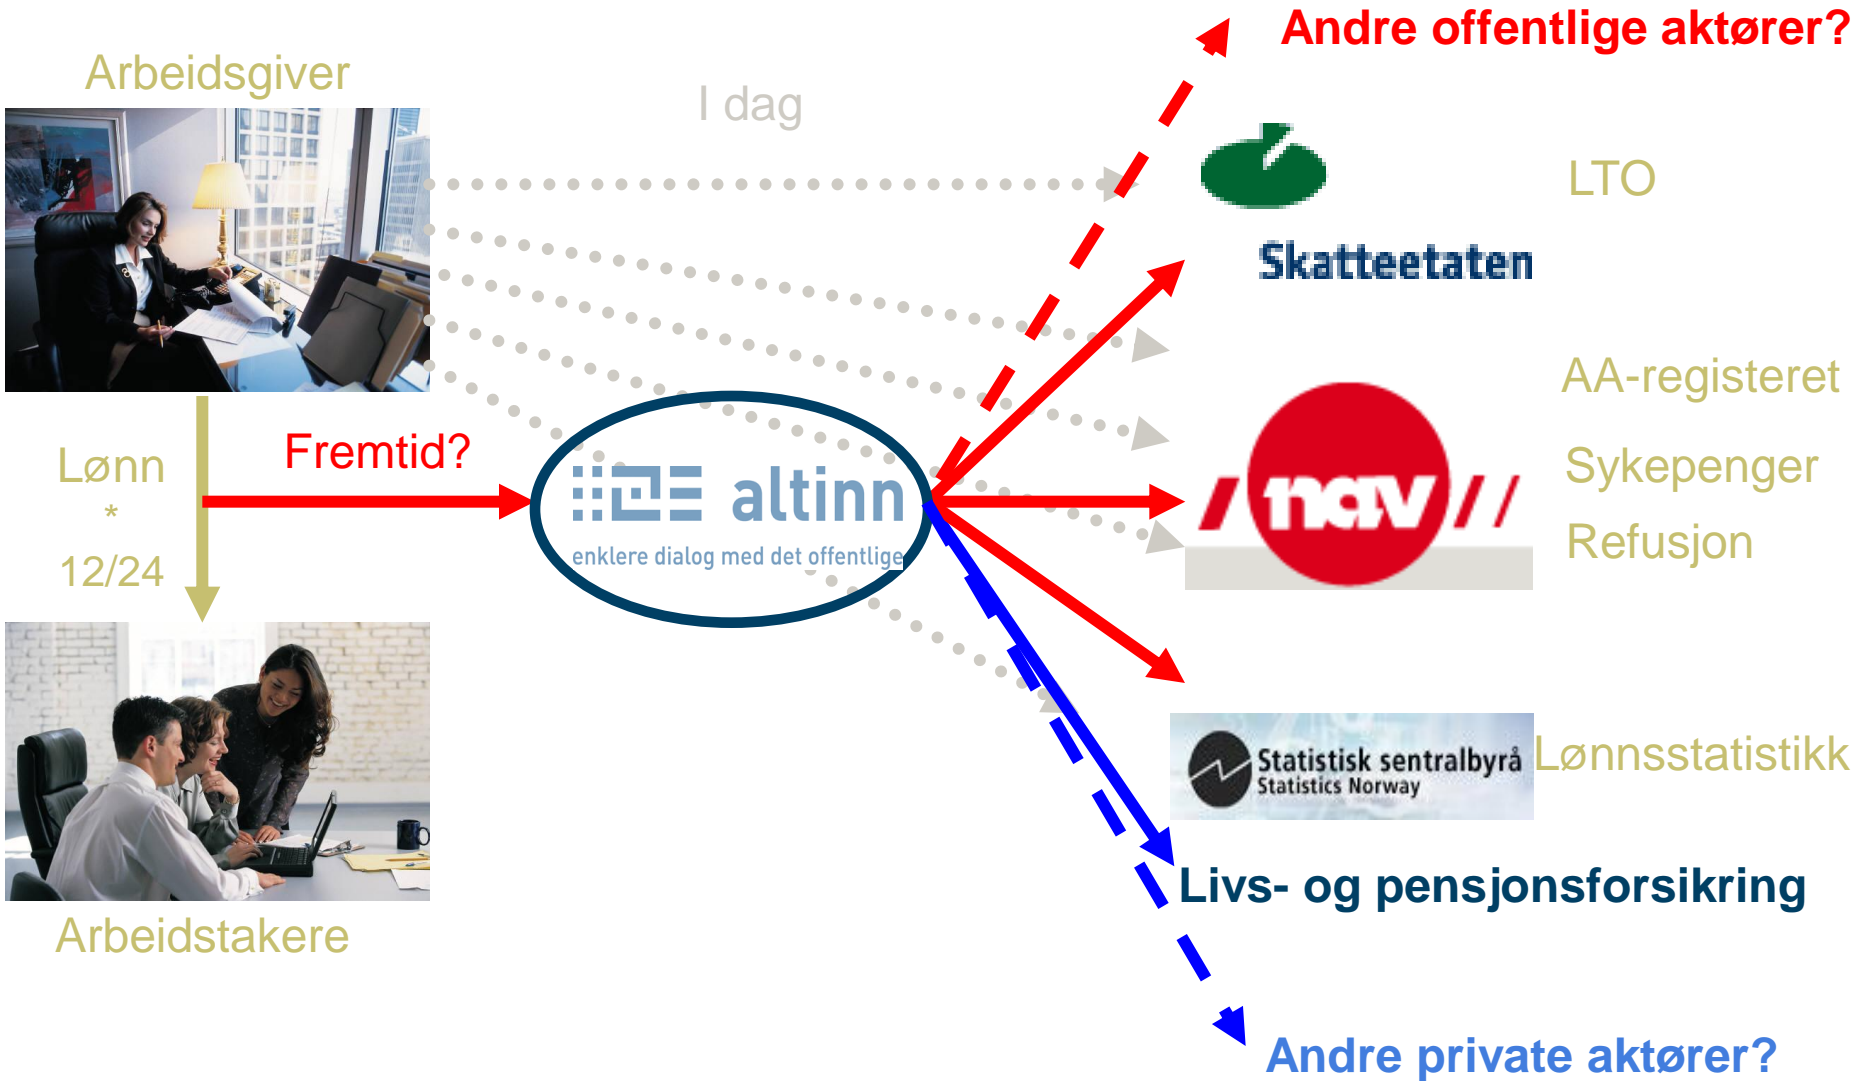 Andre offentlige aktører?
Arbeidsgiver
I dag
LTO
Skatteetaten
AA-registeret
Fremtid?
Lønn
*
12/24
altinn
enklere dialog med det offentlige
nav
Sykepenger
Refusjon
Statistisk sentralbyrå
Statistics Norway
Lønnsstatistikk
Livs- og pensjonsforsikring
Arbeidstakere
Andre private aktører?